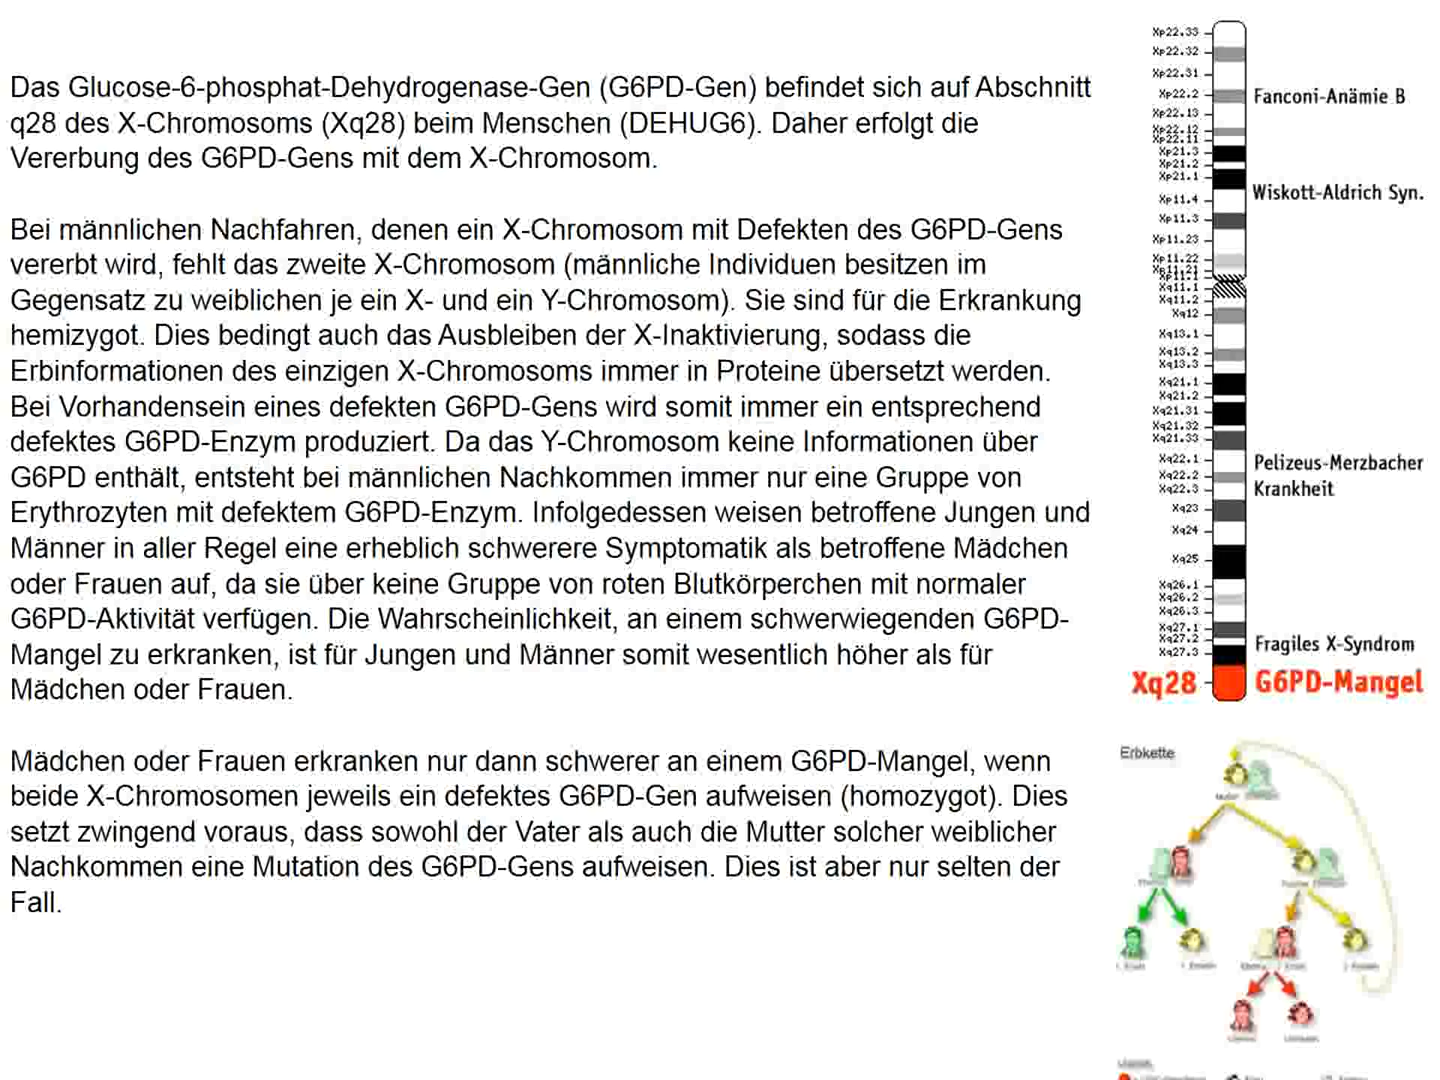 Das Glucose-6-phosphat-Dehydrogenase-Gen (G6PD-Gen) befindet sich auf Abschnitt
q28 des X-Chromosoms (Xq28) beim Menschen (DEHUG6). Daher erfolgt die
Vererbung des G6PD-Gens mit dem X-Chromosom.
Bei männlichen Nachfahren, denen ein X-Chromosom mit Defekten des G6PD-Gens
vererbt wird, fehlt das zweite X-Chromosom (männliche Individuen besitzen im
Gegensatz zu weiblichen je ein X- und ein Y-Chromosom). Sie sind für die Erkrankung
hemizygot. Dies bedingt auch das Ausbleiben der X-Inaktivierung, sodass die
Erbinformationen des einzigen X-Chromosoms immer in Proteine übersetzt werden.
Bei Vorhandensein eines defekten G6PD-Gens wird somit immer ein entsprechend
defektes G6PD-Enzym produziert. Da das Y-Chromosom keine Informationen über
G6PD enthält, entsteht bei männlichen Nachkommen immer nur eine Gruppe von
Erythrozyten mit defektem G6PD-Enzym. Infolgedessen weisen betroffene Jungen und
Männer in aller Regel eine erheblich schwerere Symptomatik als betroffene Mädchen
oder Frauen auf, da sie über keine Gruppe von roten Blutkörperchen mit normaler
G6PD-Aktivität verfügen. Die Wahrscheinlichkeit, an einem schwerwiegenden G6PD-
Mangel zu erkranken, ist für Jungen und Männer somit wesentlich höher als für
Mädchen oder Frauen.
Mädchen oder Frauen erkranken nur dann schwerer an einem G6PD-Mangel, wenn
beide X-Chromosomen jeweils ein defektes G6PD-Gen aufweisen (homozygot). Dies
setzt zwingend voraus, dass sowohl der Vater als auch die Mutter solcher weiblicher
Nachkommen eine Mutation des G6PD-Gens aufweisen. Dies ist aber nur selten der
Fall.
Xp22.33
Xp22.32
Xp22.31
Xp22.2
Fanconi-Anämie B
Xp22.13
Xp22.12
Xp22.11
Xp21.3
Xp21.2
Xp21.1
Wiskott-Aldrich Syn.
Xp11.4
Xp11.3
Xp11.23
Xp11.22
Xp11.21
Xp11.1
Xq11.1
Xq11.2
Xq12
Xq13.1
Xq13.2
Xq13.3
Xq21.1
Xq21.2
Xq21.31
Xq21.32
Xq21.33
Xq22.1
Pelizeus-Merzbacher
Krankheit
Xq22.2
Xq22.3
Xq23
Xq24
Xq25
Xq26.1
Xq26.2
Xq26.3
Xq27.1
Xq27.2
Fragiles X-Syndrom
Xq27.3
Xq28 G6PD-Mangel
Erbkette